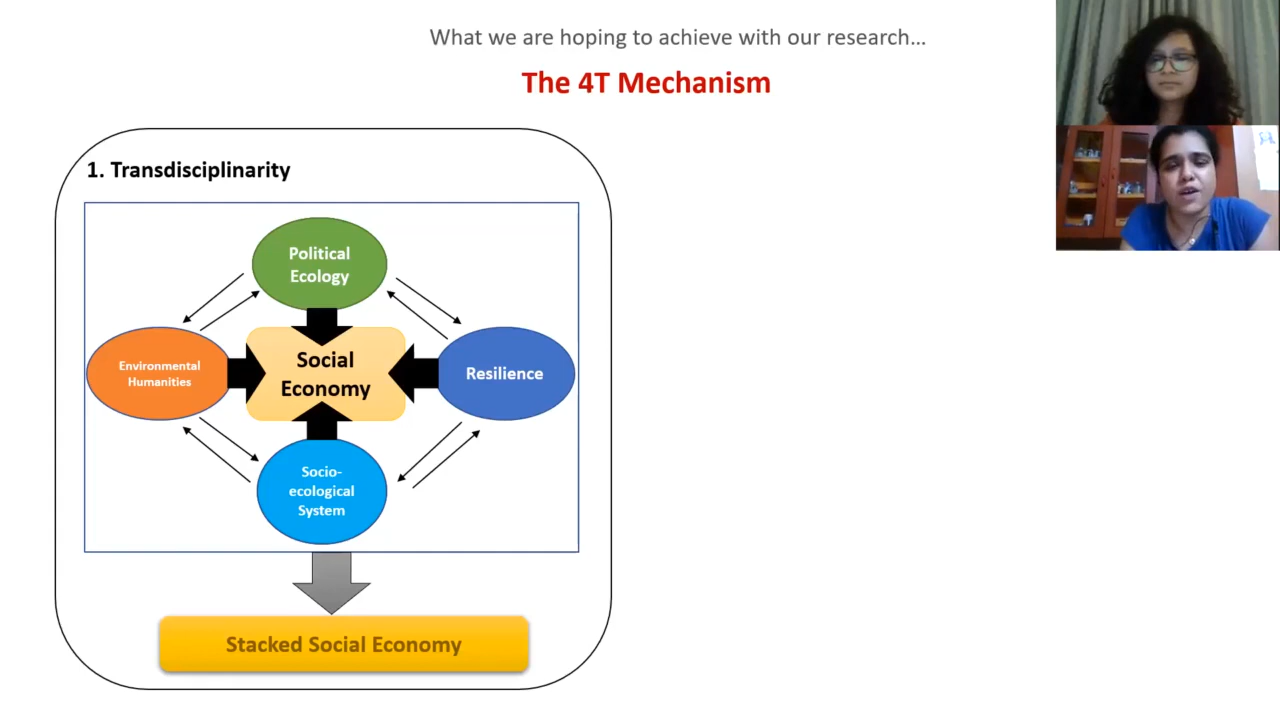 What we are hoping to achieve with our research...
The 4T Mechanism
1. Transdisciplinarity
Political
Ecology
Environmental
Humanities
Social
Economy
Resilience
Socio-
ecological
System
Stacked Social Economy